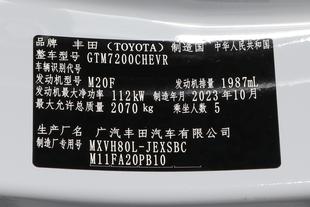 品牌 丰田(TOYOTA) 制造国 中华人民共和国
整车型号 GTM7200CHEVR
车辆识别代号
发动机型号 M20F 发动机排量 1987mL
发动机最大净功率 112kW 制造年月 2023年10月
最大允许总质量 2070kg 乘坐人数 5
广汽丰田汽车有限公司
制造厂专用号 MXVH80L-JEXSBC
M11FA20PB10